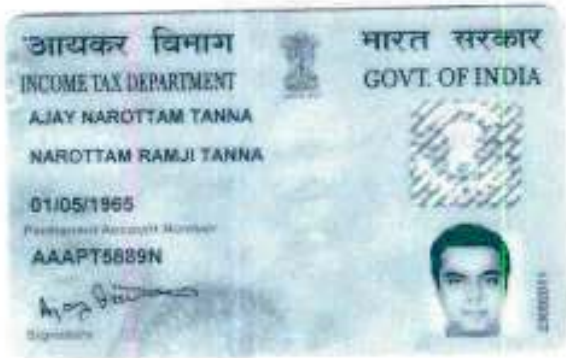 आयकर विभाग
भारत सरकार
INCOME TAX DEPARTMENT
GOVT. OF INDIA
AJAY NAROTTAM TANNA
NAROTTAM RAMJI TANNA
01/05/1965
Permanent Account Number
AAAPT5889N
Signature